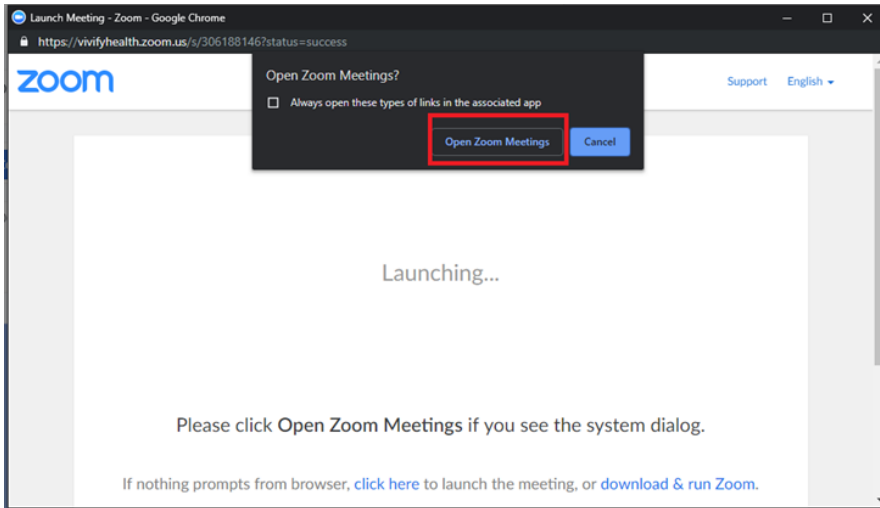 Launch Meeting - Zoom - Google Chrome
https://vivifyhealth.zoom.us/s/306188146?status=success
zoom
Support English
Open Zoom Meetings?
Always open these types of links in the associated app
Open Zoom Meetings Cancel
Launching...
Please click Open Zoom Meetings if you see the system dialog.
If nothing prompts from browser, click here to launch the meeting, or download & run Zoom.